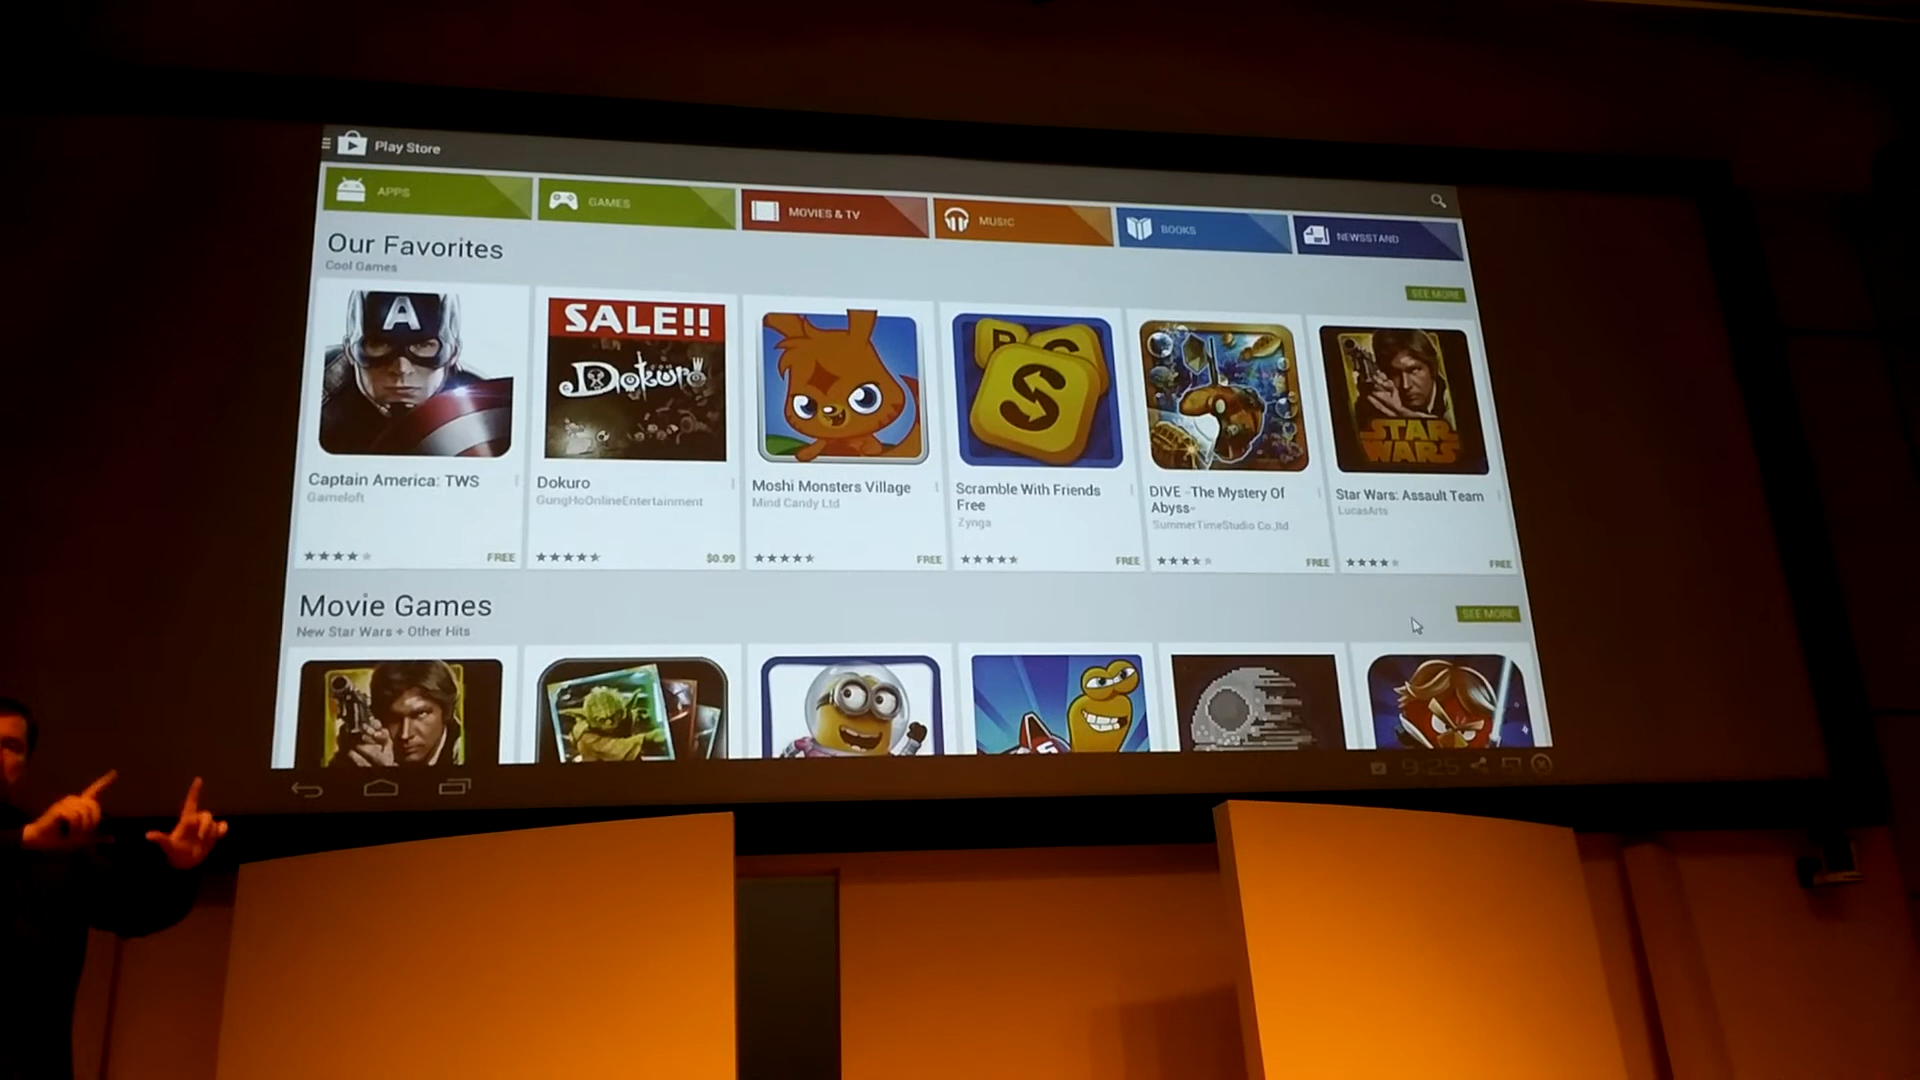 Play Store
APPS
GAMES
MOVIES & TV
MUSIC
BOOKS
NEWSSTAND
Our Favorites
Cool Games
SEE MORE
A
SALE!!
Dokuro
S
STAR
WARS
Captain America: TWS
Gameloft
FREE
Dokuro
GungHoOnlineEntertainment
$0.99
Moshi Monsters Village
Mind Candy Ltd
FREE
Scramble With Friends
Free
Zynga
FREE
DIVE -The Mystery Of
Abyss-
SummerTimeStudio Co.,ltd
FREE
Star Wars: Assault Team
LucasArts
FREE
Movie Games
New Star Wars + Other Hits
SEE MORE
5
9:25